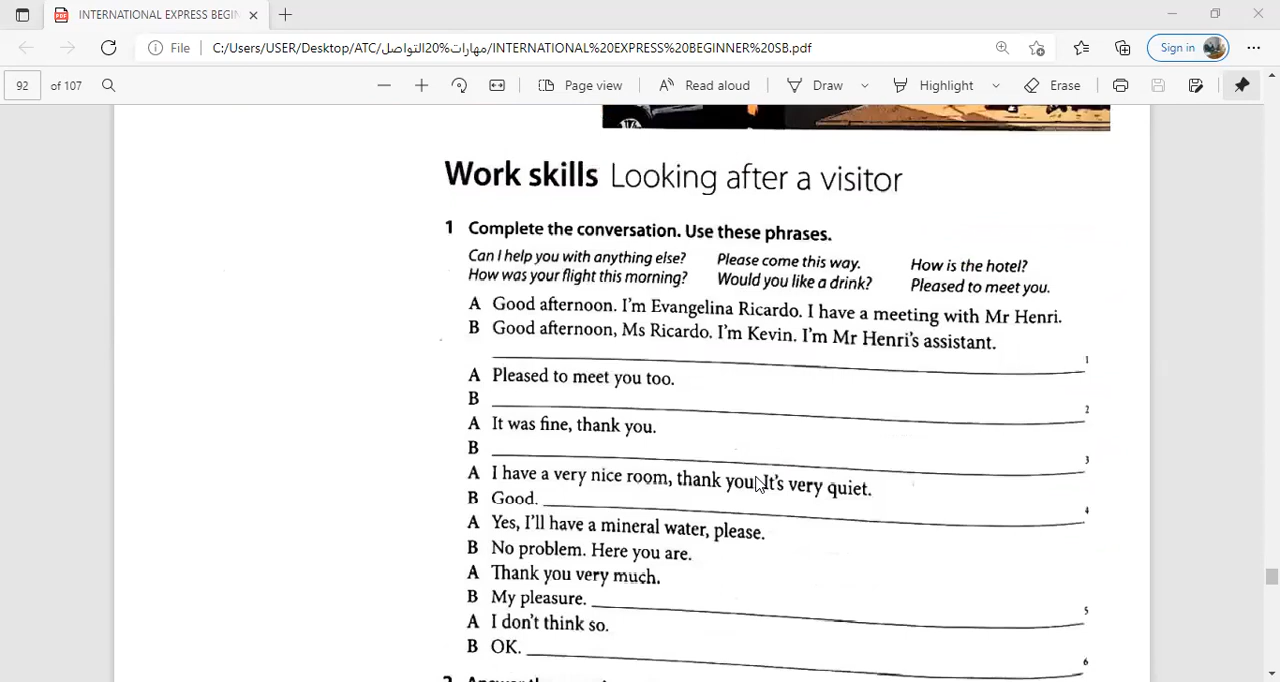 INTERNATIONAL EXPRESS BEGIN
File C:/Users/USER/Desktop/ATC/مهارات%20التواصل/INTERNATIONAL%20EXPRESS%20BEGINNER%20SB.pdf
Sign in
92 of 107
Page view
Read aloud
Draw
Highlight
Erase
Work skills Looking after a visitor
1 Complete the conversation. Use these phrases.
Can I help you with anything else? Please come this way. How is the hotel?
How was your flight this morning? Would you like a drink? Pleased to meet you.
A Good afternoon. I'm Evangelina Ricardo. I have a meeting with Mr Henri.
B Good afternoon, Ms Ricardo. I'm Kevin. I'm Mr Henri's assistant.
1
A Pleased to meet you too.
B 2
A It was fine, thank you.
B 3
A I have a very nice room, thank you. It's very quiet.
B Good. 4
A Yes, I'll have a mineral water, please.
B No problem. Here you are.
A Thank you very much.
B My pleasure. 5
A I don't think so.
B OK. 6